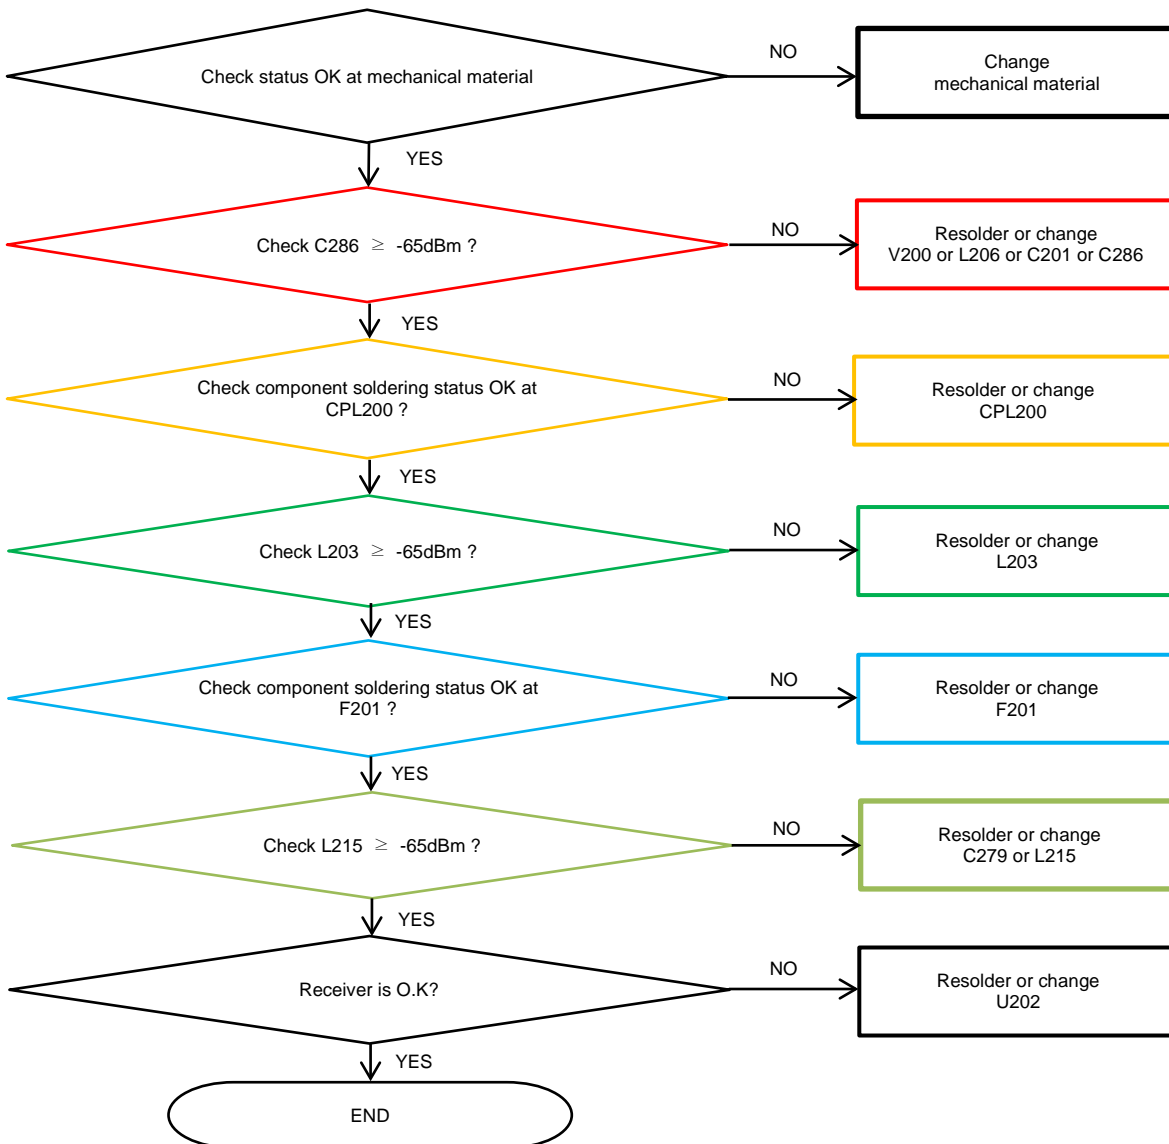 Check status OK at mechanical material
NO
Change
mechanical material
YES
Check C286 ≥ -65dBm ?
NO
Resolder or change
V200 or L206 or C201 or C286
YES
Check component soldering status OK at
CPL200 ?
NO
Resolder or change
CPL200
YES
Check L203 ≥ -65dBm ?
NO
Resolder or change
L203
YES
Check component soldering status OK at
F201 ?
NO
Resolder or change
F201
YES
Check L215 ≥ -65dBm ?
NO
Resolder or change
C279 or L215
YES
Receiver is O.K?
NO
Resolder or change
U202
YES
END